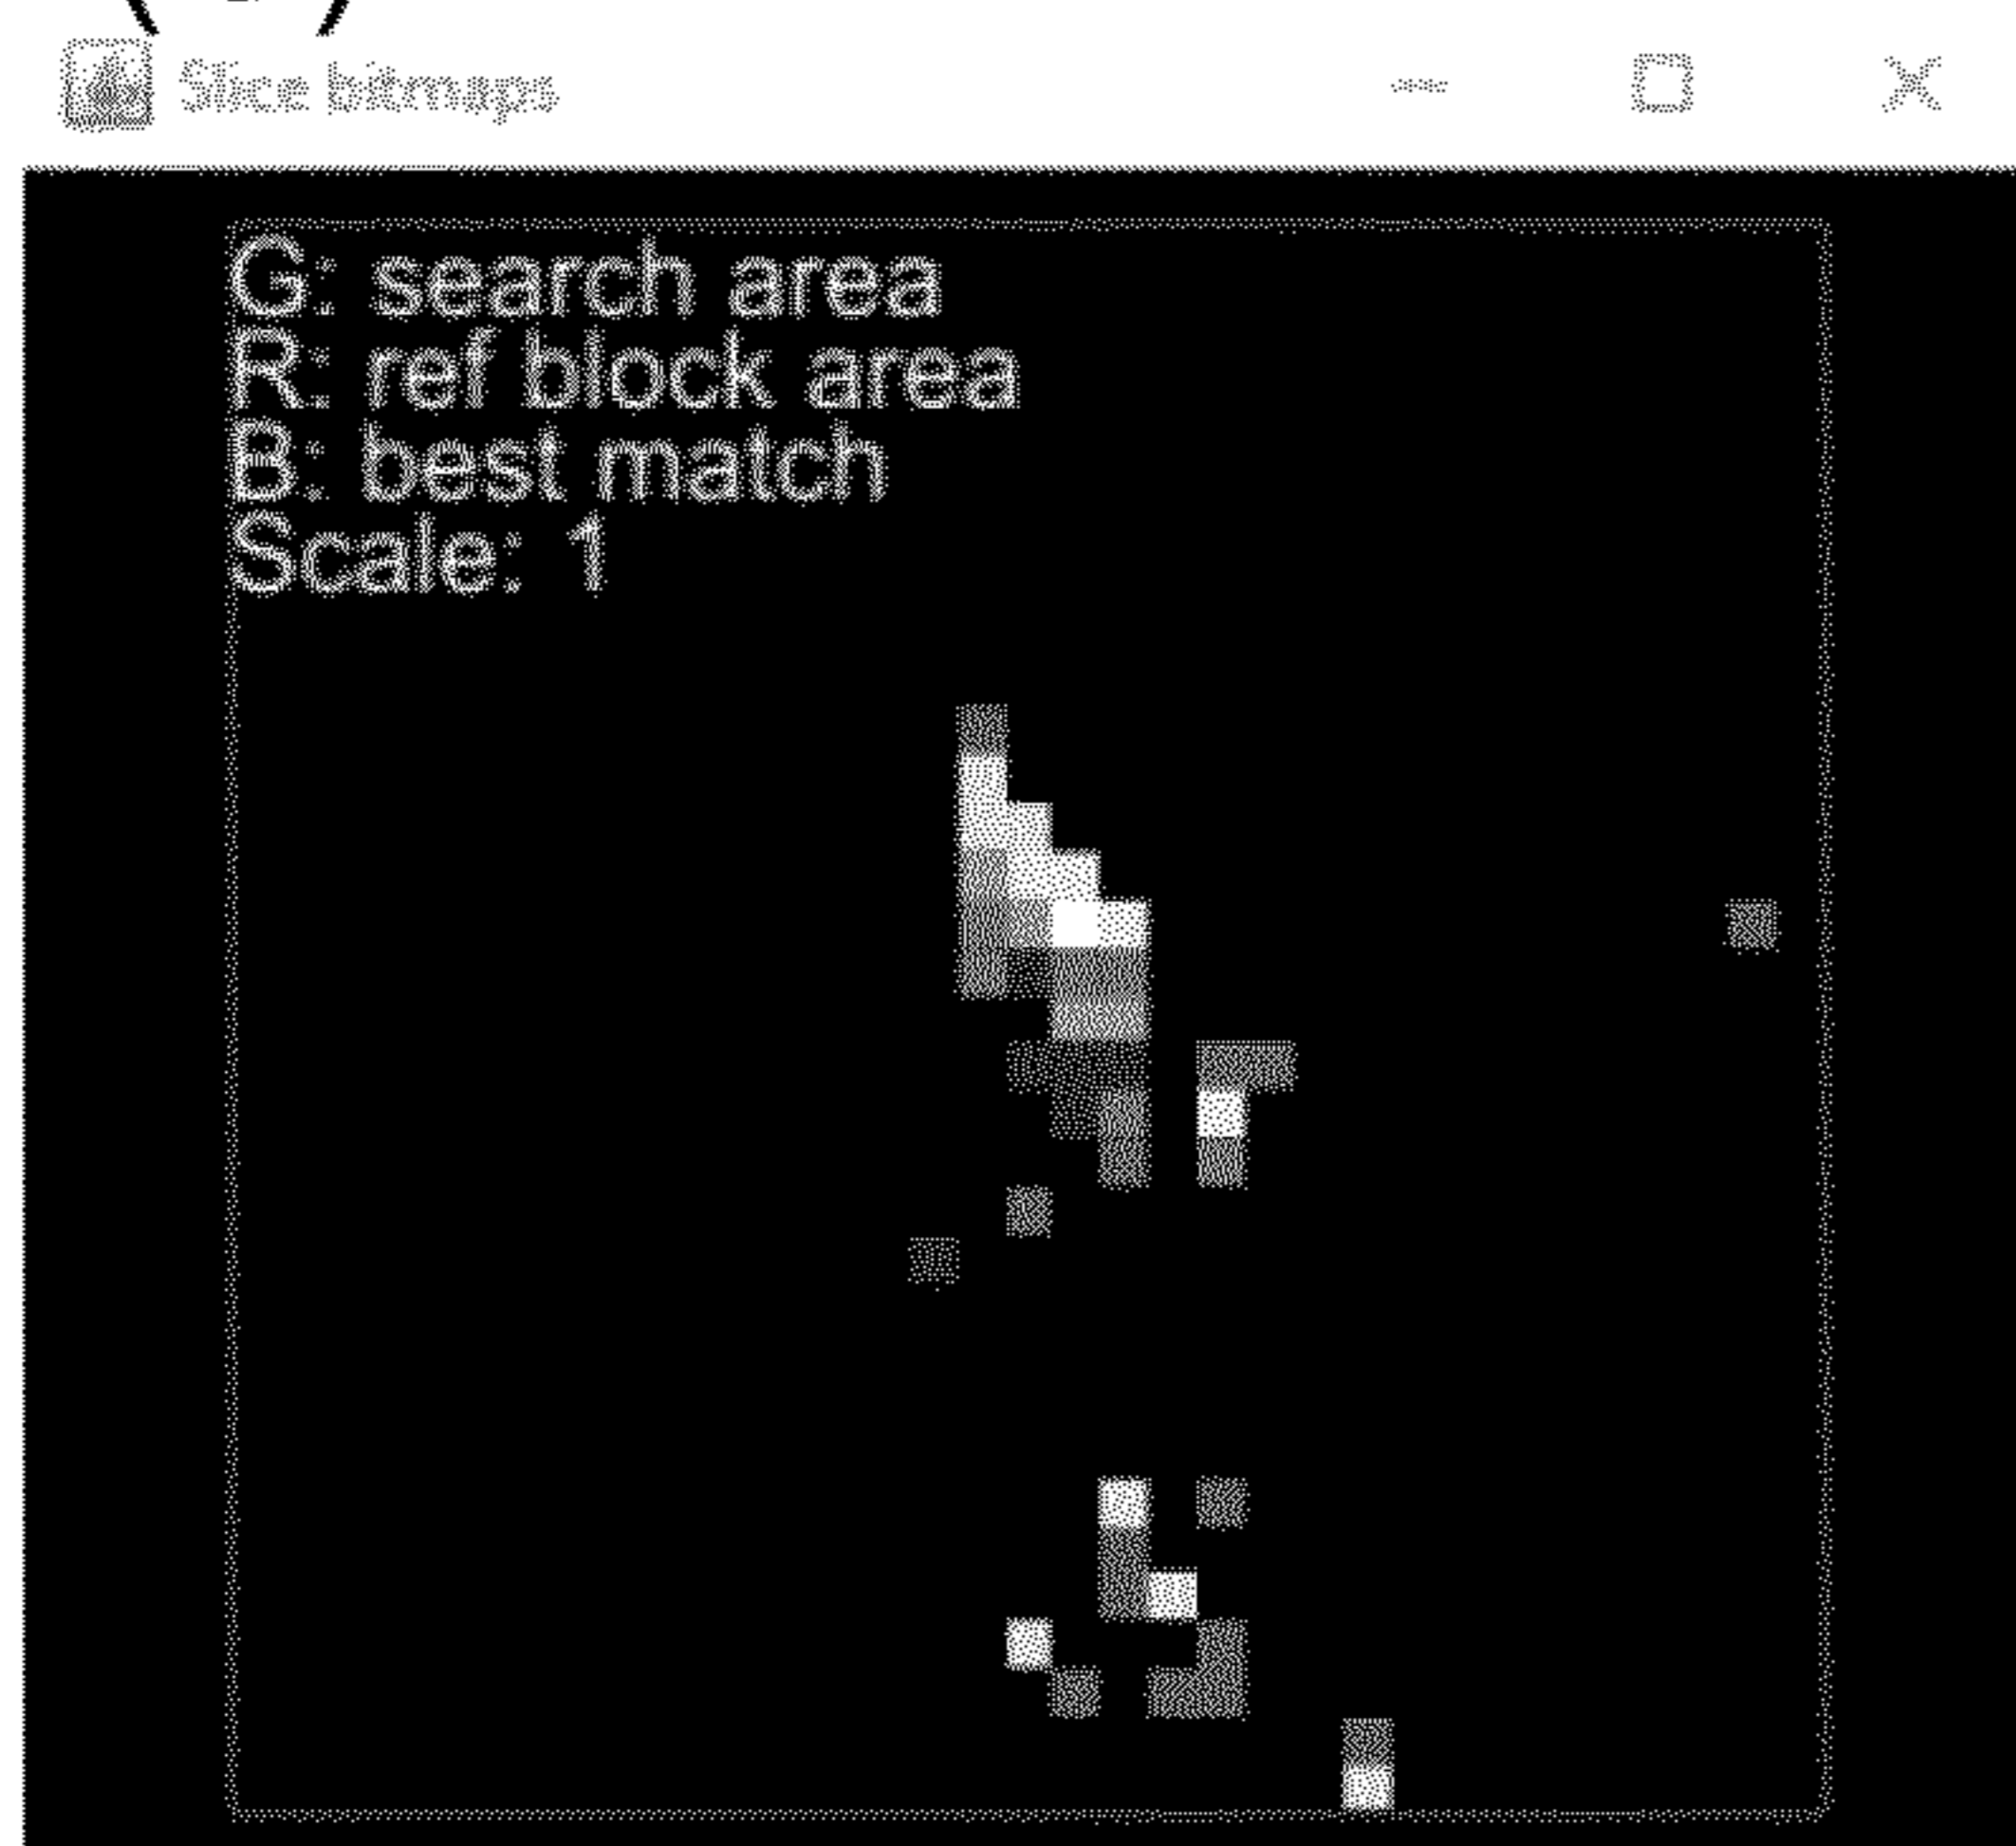 Slice bitmaps
G: search area
R: ref block area
B: best match
Scale: 1